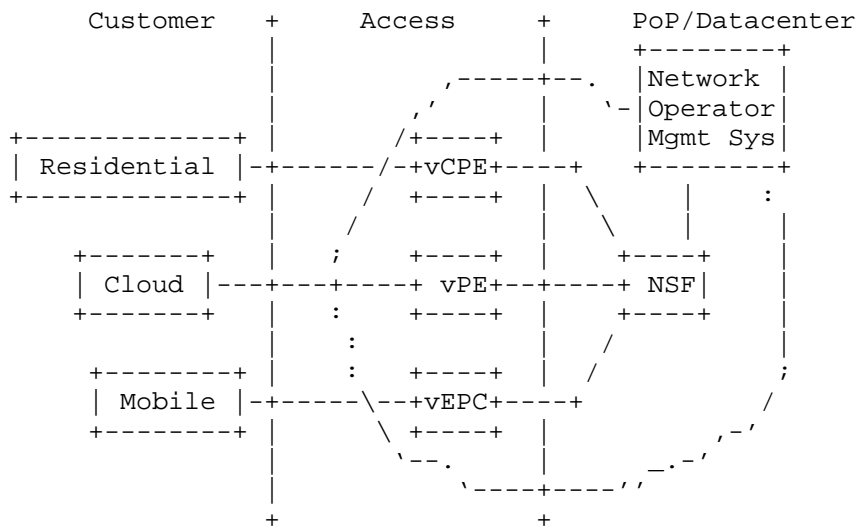 Customer Access PoP/Datacenter
Network
Operator
Mgmt Sys
Residential vCPE
Cloud vPE NSF
Mobile vEPC